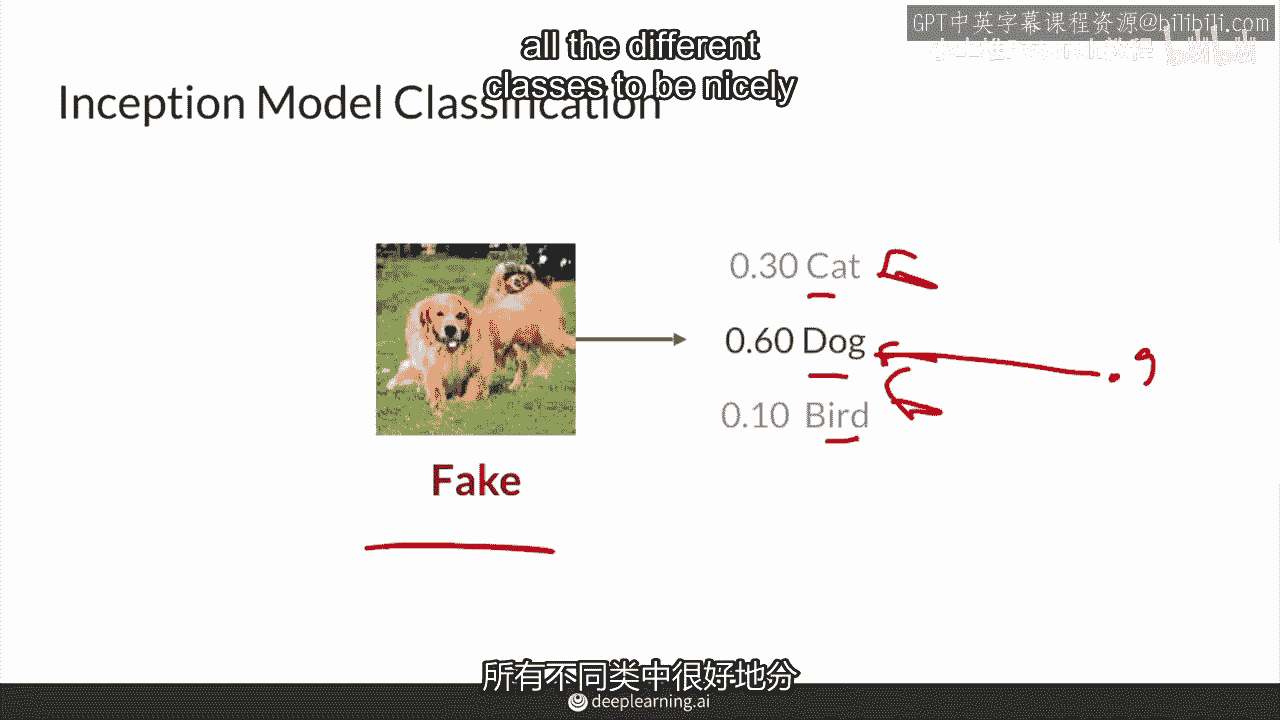 GPT中英字幕课程资源@bilibili.com
all the different
classes to be nicely
Inception Model Classification
0.30 Cat
0.60 Dog
.9
0.10 Bird
Fake
所有不同类中很好地分
deeplearning.ai